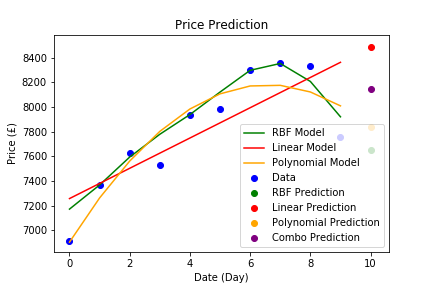 Price Prediction
8400
8200
8000
7800
7600
7400
7200
7000
Price (£)
RBF Model
Linear Model
Polynomial Model
Data
RBF Prediction
Linear Prediction
Polynomial Prediction
Combo Prediction
0 2 4 6 8 10
Date (Day)